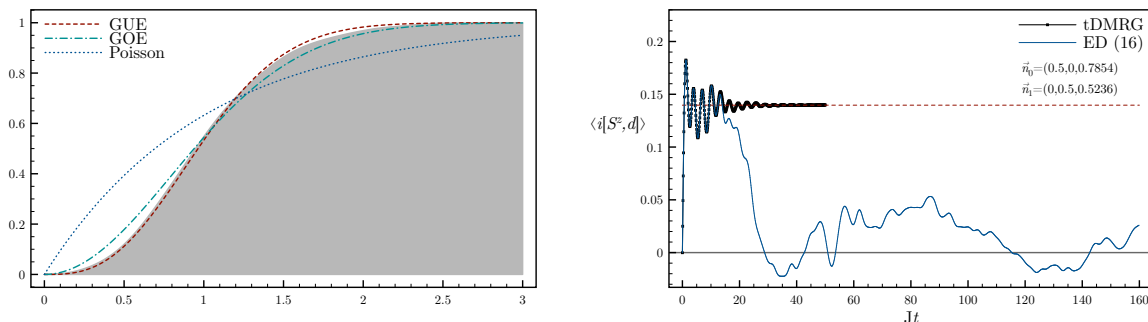 GUE
GOE
Poisson
1
0.8
0.6
0.4
0.2
0
0 0.5 1 1.5 2 2.5 3
tDMRG
ED (16)
n⃗₀=(0.5,0,0.7854)
n⃗₁=(0,0.5,0.5236)
⟨i[Sᶻ,d]⟩
0.2
0.15
0.1
0.05
0
0 20 40 60 80 100 120 140 160
Jt